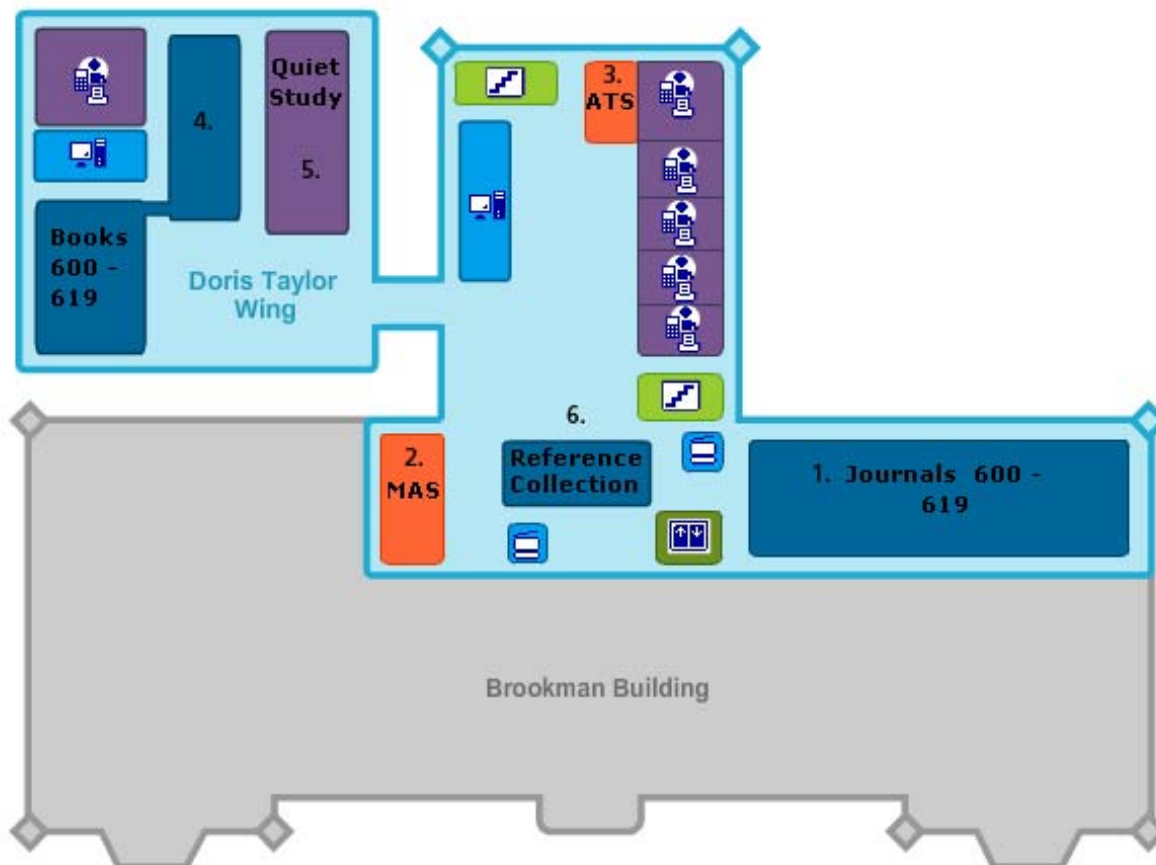 Quiet
Study
5.
4.
Books
600 -
619
Doris Taylor
Wing
3.
ATS
6.
2.
MAS
Reference
Collection
1. Journals 600 -
619
Brookman Building